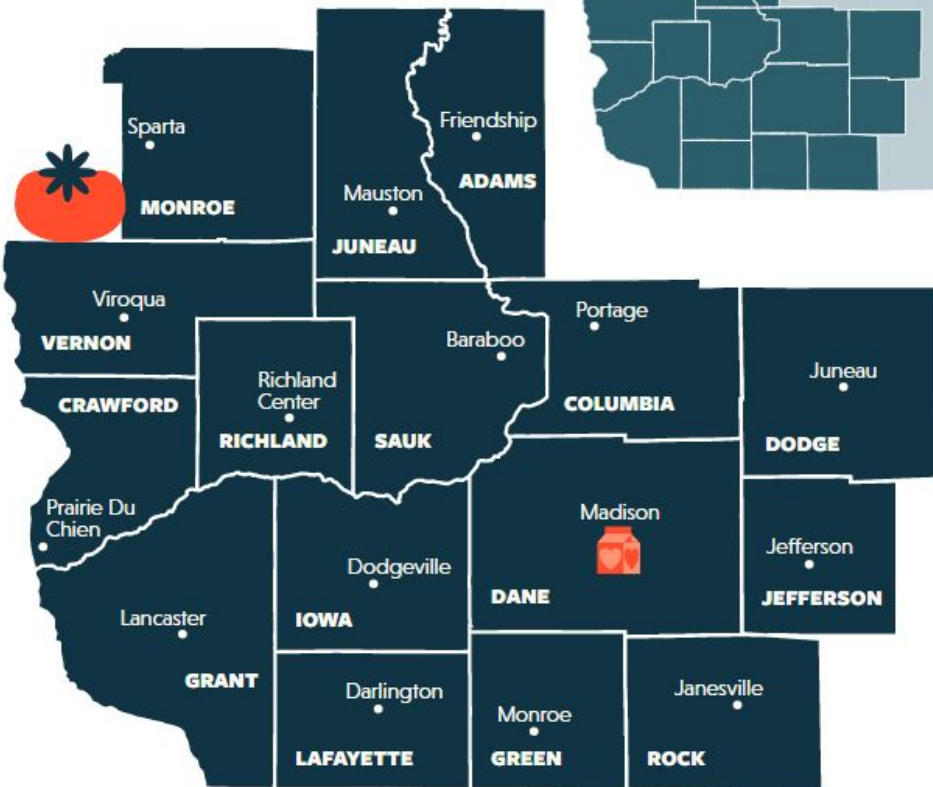 Sparta
MONROE
Friendship
ADAMS
Mauston
JUNEAU
Viroqua
VERNON
Portage
COLUMBIA
Baraboo
SAUK
Richland
Center
RICHLAND
CRAWFORD
Prairie Du
Chien
Juneau
DODGE
Madison
DANE
Jefferson
JEFFERSON
Dodgeville
IOWA
Lancaster
GRANT
Darlington
LAFAYETTE
Monroe
GREEN
Janesville
ROCK